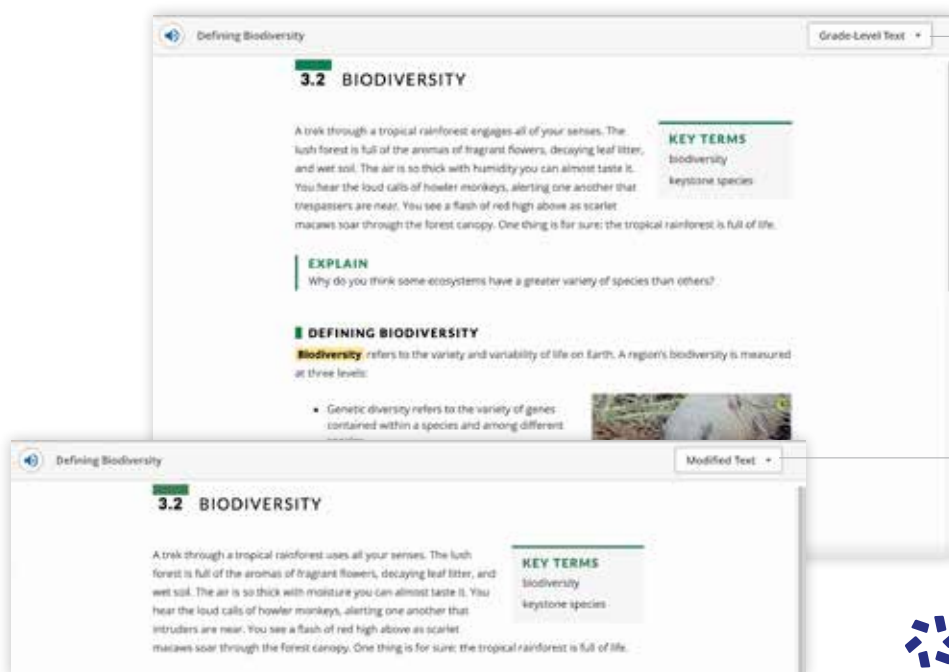 Defining Biodiversity
Grade-Level Text
3.2 BIODIVERSITY
A trek through a tropical rainforest engages all of your senses. The
lush forest is full of the aromas of fragrant flowers, decaying leaf litter,
and wet soil. The air is so thick with humidity you can almost taste it.
You hear the loud calls of howler monkeys, alerting one another that
trespassers are near. You see a flash of red high above as scarlet
macaws soar through the forest canopy. One thing is for sure: the tropical rainforest is full of life.
KEY TERMS
biodiversity
keystone species
EXPLAIN
Why do you think some ecosystems have a greater variety of species than others?
DEFINING BIODIVERSITY
Biodiversity refers to the variety and variability of life on Earth. A region's biodiversity is measured
at three levels:
• Genetic diversity refers to the variety of genes
contained within a species and among different
Defining Biodiversity
Modified Text
3.2 BIODIVERSITY
A trek through a tropical rainforest uses all your senses. The lush
forest is full of the aromas of fragrant flowers, decaying leaf litter, and
wet soil. The air is so thick with moisture you can almost taste it. You
hear the loud calls of howler monkeys, alerting one another that
intruders are near. You see a flash of red high above as scarlet
macaws soar through the forest canopy. One thing is for sure: the tropical rainforest is full of life.
KEY TERMS
biodiversity
keystone species